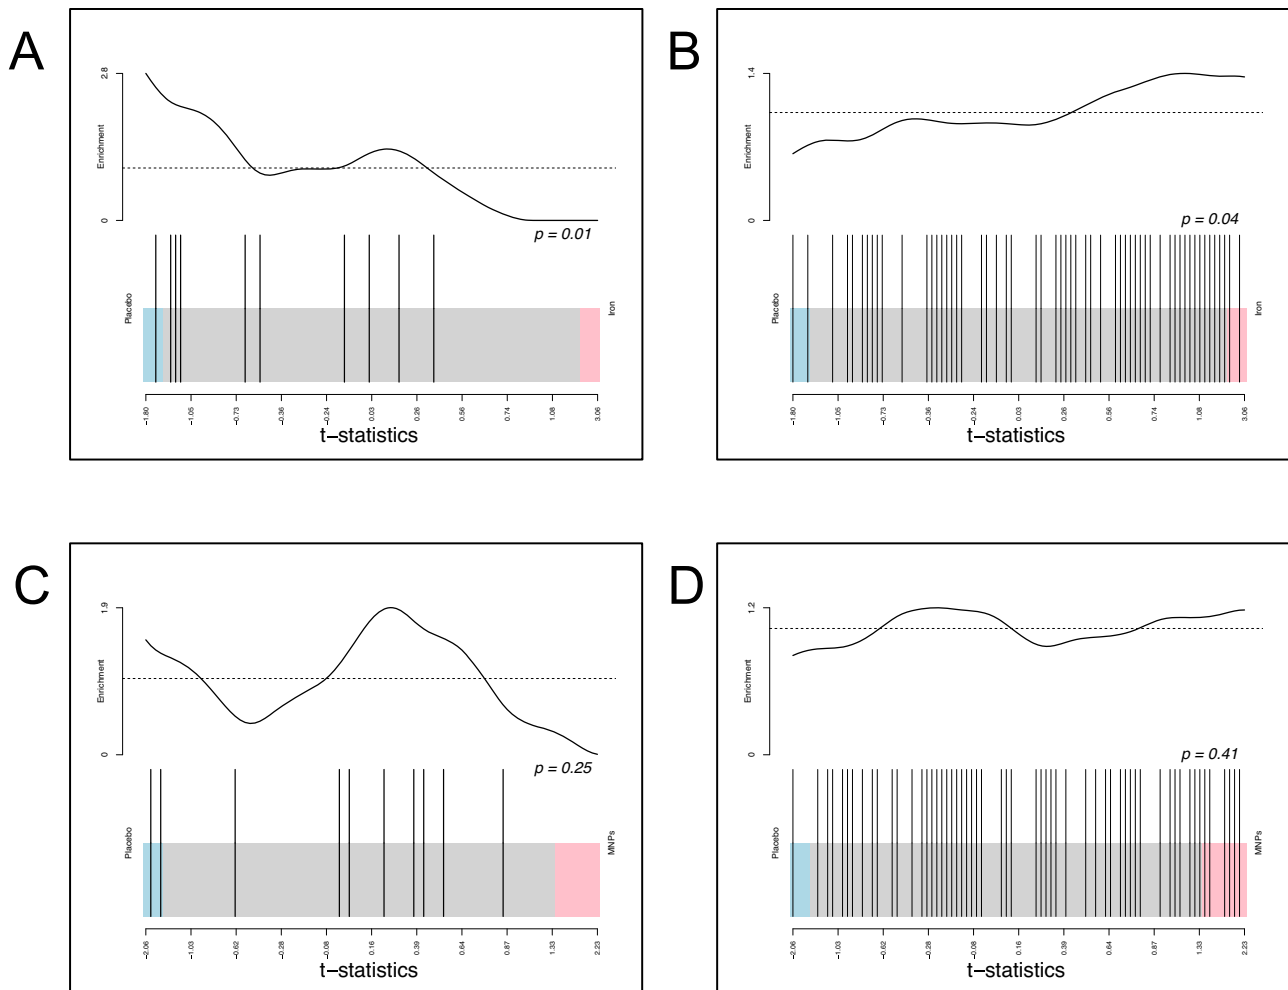 A
2.8
Enrichment
0
p = 0.01
Placebo
Iron
−1.80
−1.05
−0.73
−0.36
−0.24
0.03
0.26
0.56
0.74
1.08
3.06
t−statistics
B
1.4
Enrichment
0
p = 0.04
Placebo
Iron
−1.80
−1.05
−0.73
−0.36
−0.24
0.03
0.26
0.56
0.74
1.08
3.06
t−statistics
C
1.9
Enrichment
0
p = 0.25
Placebo
MNPs
−2.06
−1.03
−0.62
−0.28
−0.08
0.16
0.39
0.64
0.87
1.33
2.23
t−statistics
D
1.2
Enrichment
0
p = 0.41
Placebo
MNPs
−2.06
−1.03
−0.62
−0.28
−0.08
0.16
0.39
0.64
0.87
1.33
2.23
t−statistics